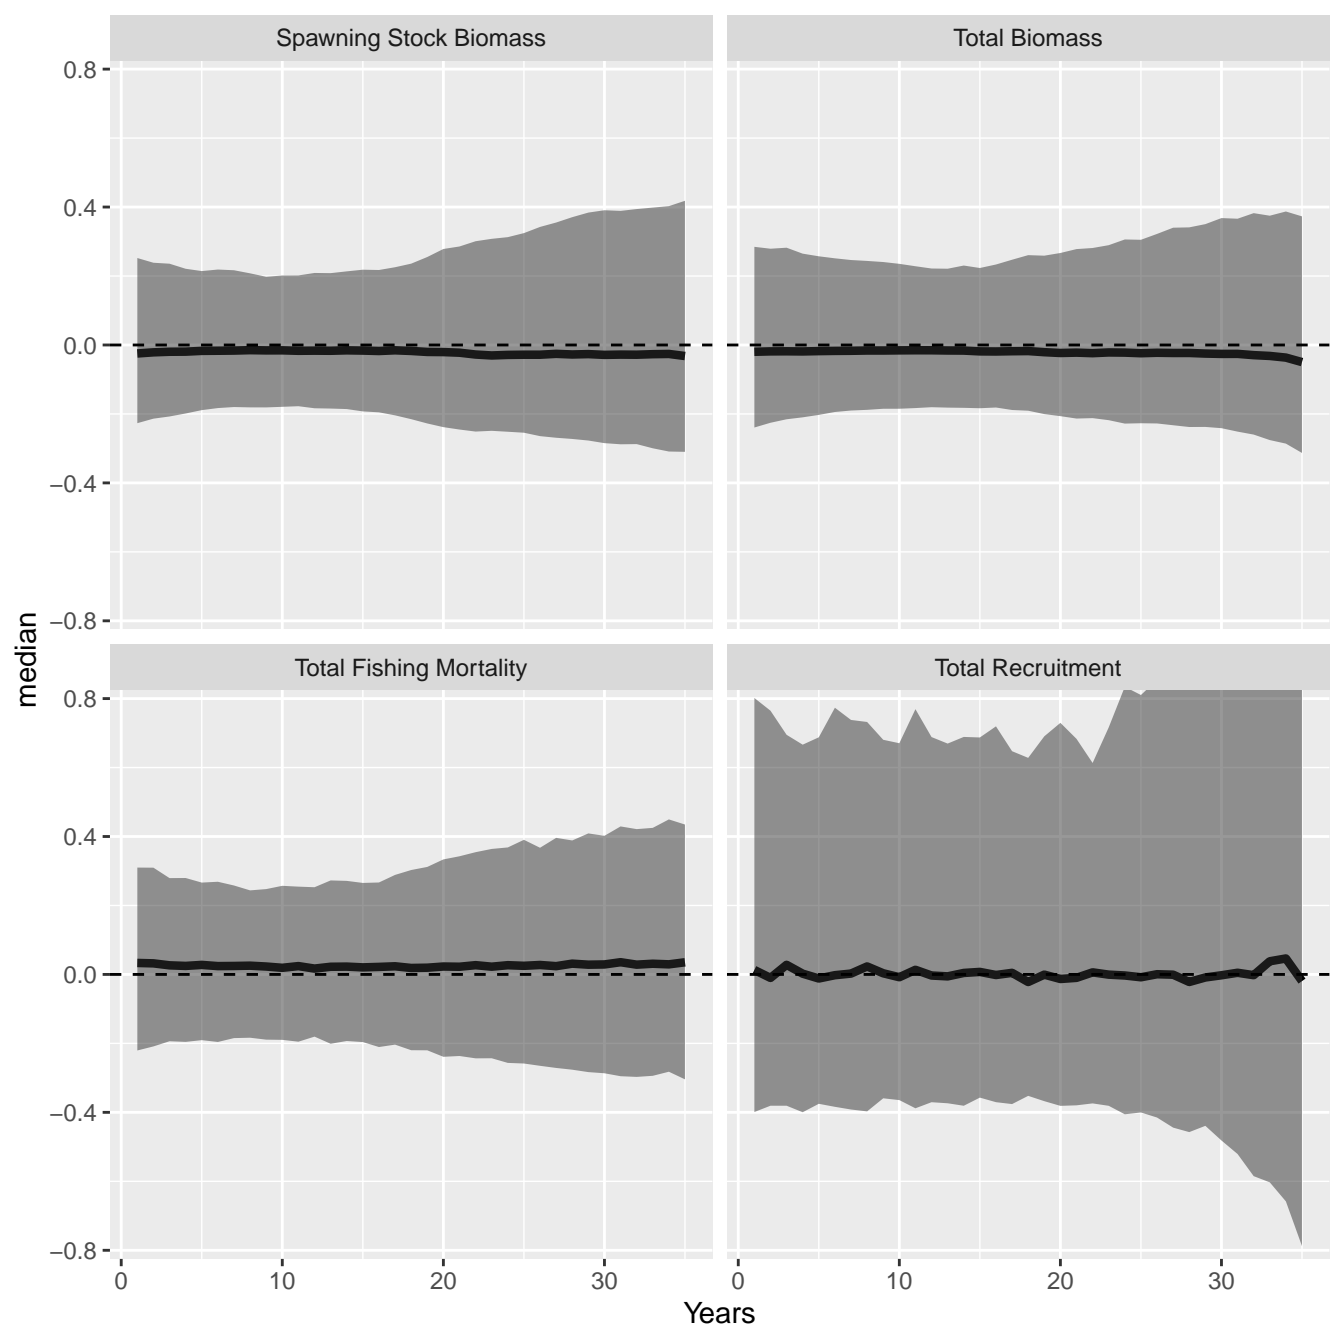 Spawning Stock Biomass
Total Biomass
0.8
0.4
0.0
−0.4
−0.8
median
Total Fishing Mortality
Total Recruitment
0.8
0.4
0.0
−0.4
−0.8
0 10 20 30
0 10 20 30
Years